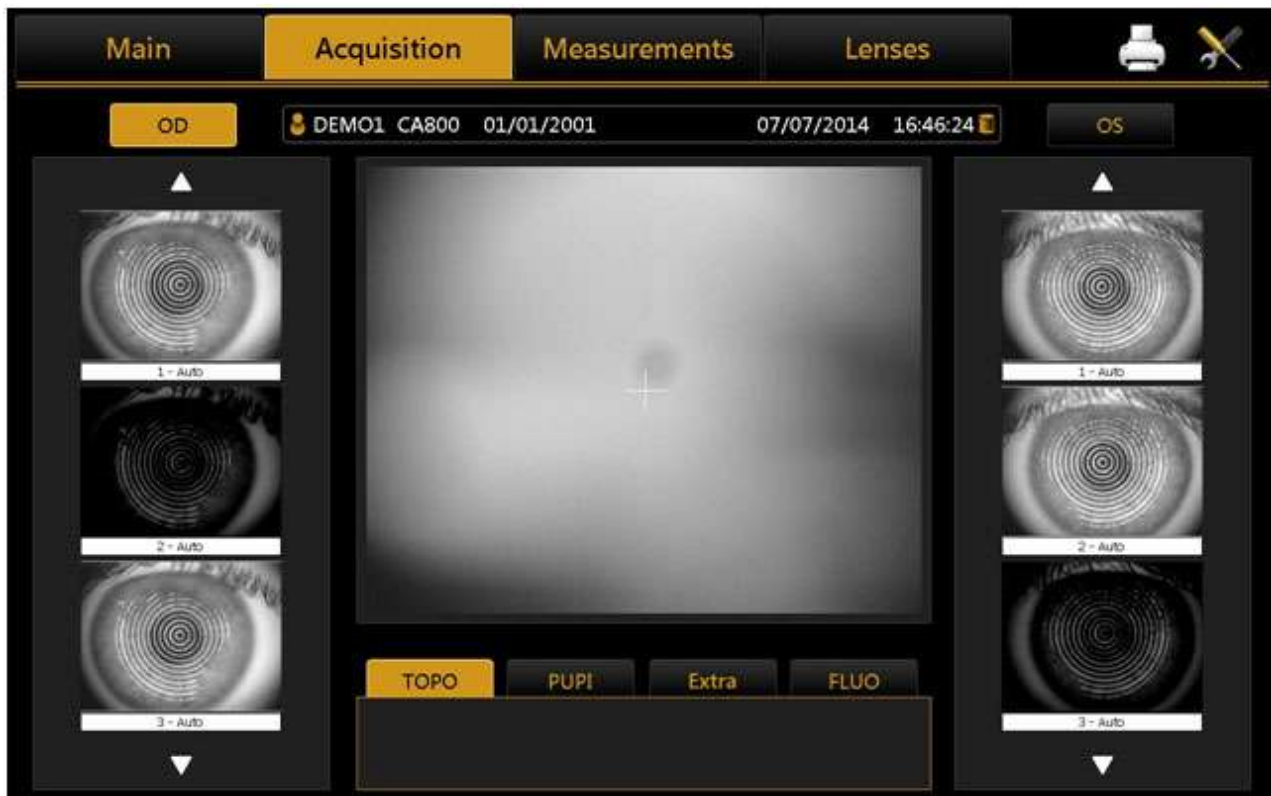 Main Acquisition Measurements Lenses
OD DEMO1 CA800 01/01/2001 07/07/2014 16:46:24 OS
1 - Auto 1 - Auto
2 - Auto 2 - Auto
3 - Auto 3 - Auto
TOPO PUPI Extra FLUO